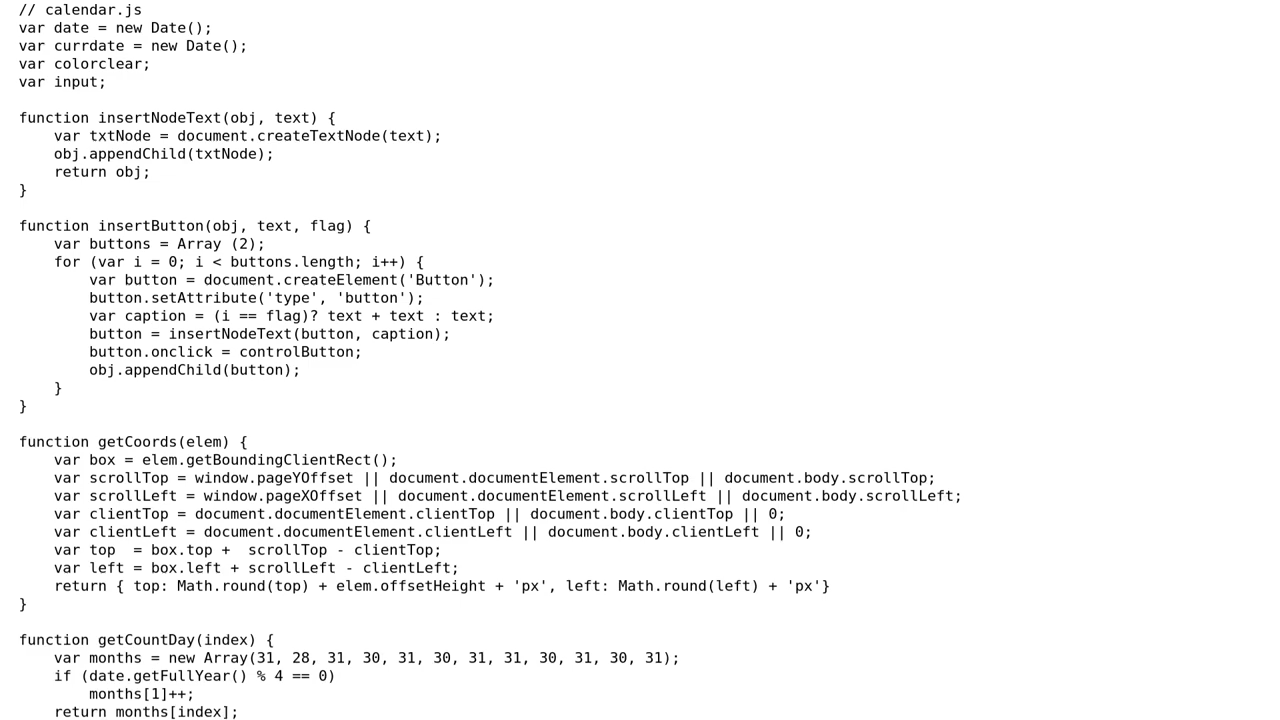 // calendar.js
var date = new Date();
var currdate = new Date();
var colorclear;
var input;

function insertNodeText(obj, text) {
    var txtNode = document.createTextNode(text);
    obj.appendChild(txtNode);
    return obj;
}

function insertButton(obj, text, flag) {
    var buttons = Array (2);
    for (var i = 0; i < buttons.length; i++) {
        var button = document.createElement('Button');
        button.setAttribute('type', 'button');
        var caption = (i == flag)? text + text : text;
        button = insertNodeText(button, caption);
        button.onclick = controlButton;
        obj.appendChild(button);
    }
}

function getCoords(elem) {
    var box = elem.getBoundingClientRect();
    var scrollTop = window.pageYOffset || document.documentElement.scrollTop || document.body.scrollTop;
    var scrollLeft = window.pageXOffset || document.documentElement.scrollLeft || document.body.scrollLeft;
    var clientTop = document.documentElement.clientTop || document.body.clientTop || 0;
    var clientLeft = document.documentElement.clientLeft || document.body.clientLeft || 0;
    var top  = box.top +  scrollTop - clientTop;
    var left = box.left + scrollLeft - clientLeft;
    return { top: Math.round(top) + elem.offsetHeight + 'px', left: Math.round(left) + 'px'}
}

function getCountDay(index) {
    var months = new Array(31, 28, 31, 30, 31, 30, 31, 31, 30, 31, 30, 31);
    if (date.getFullYear() % 4 == 0)
        months[1]++;
    return months[index];